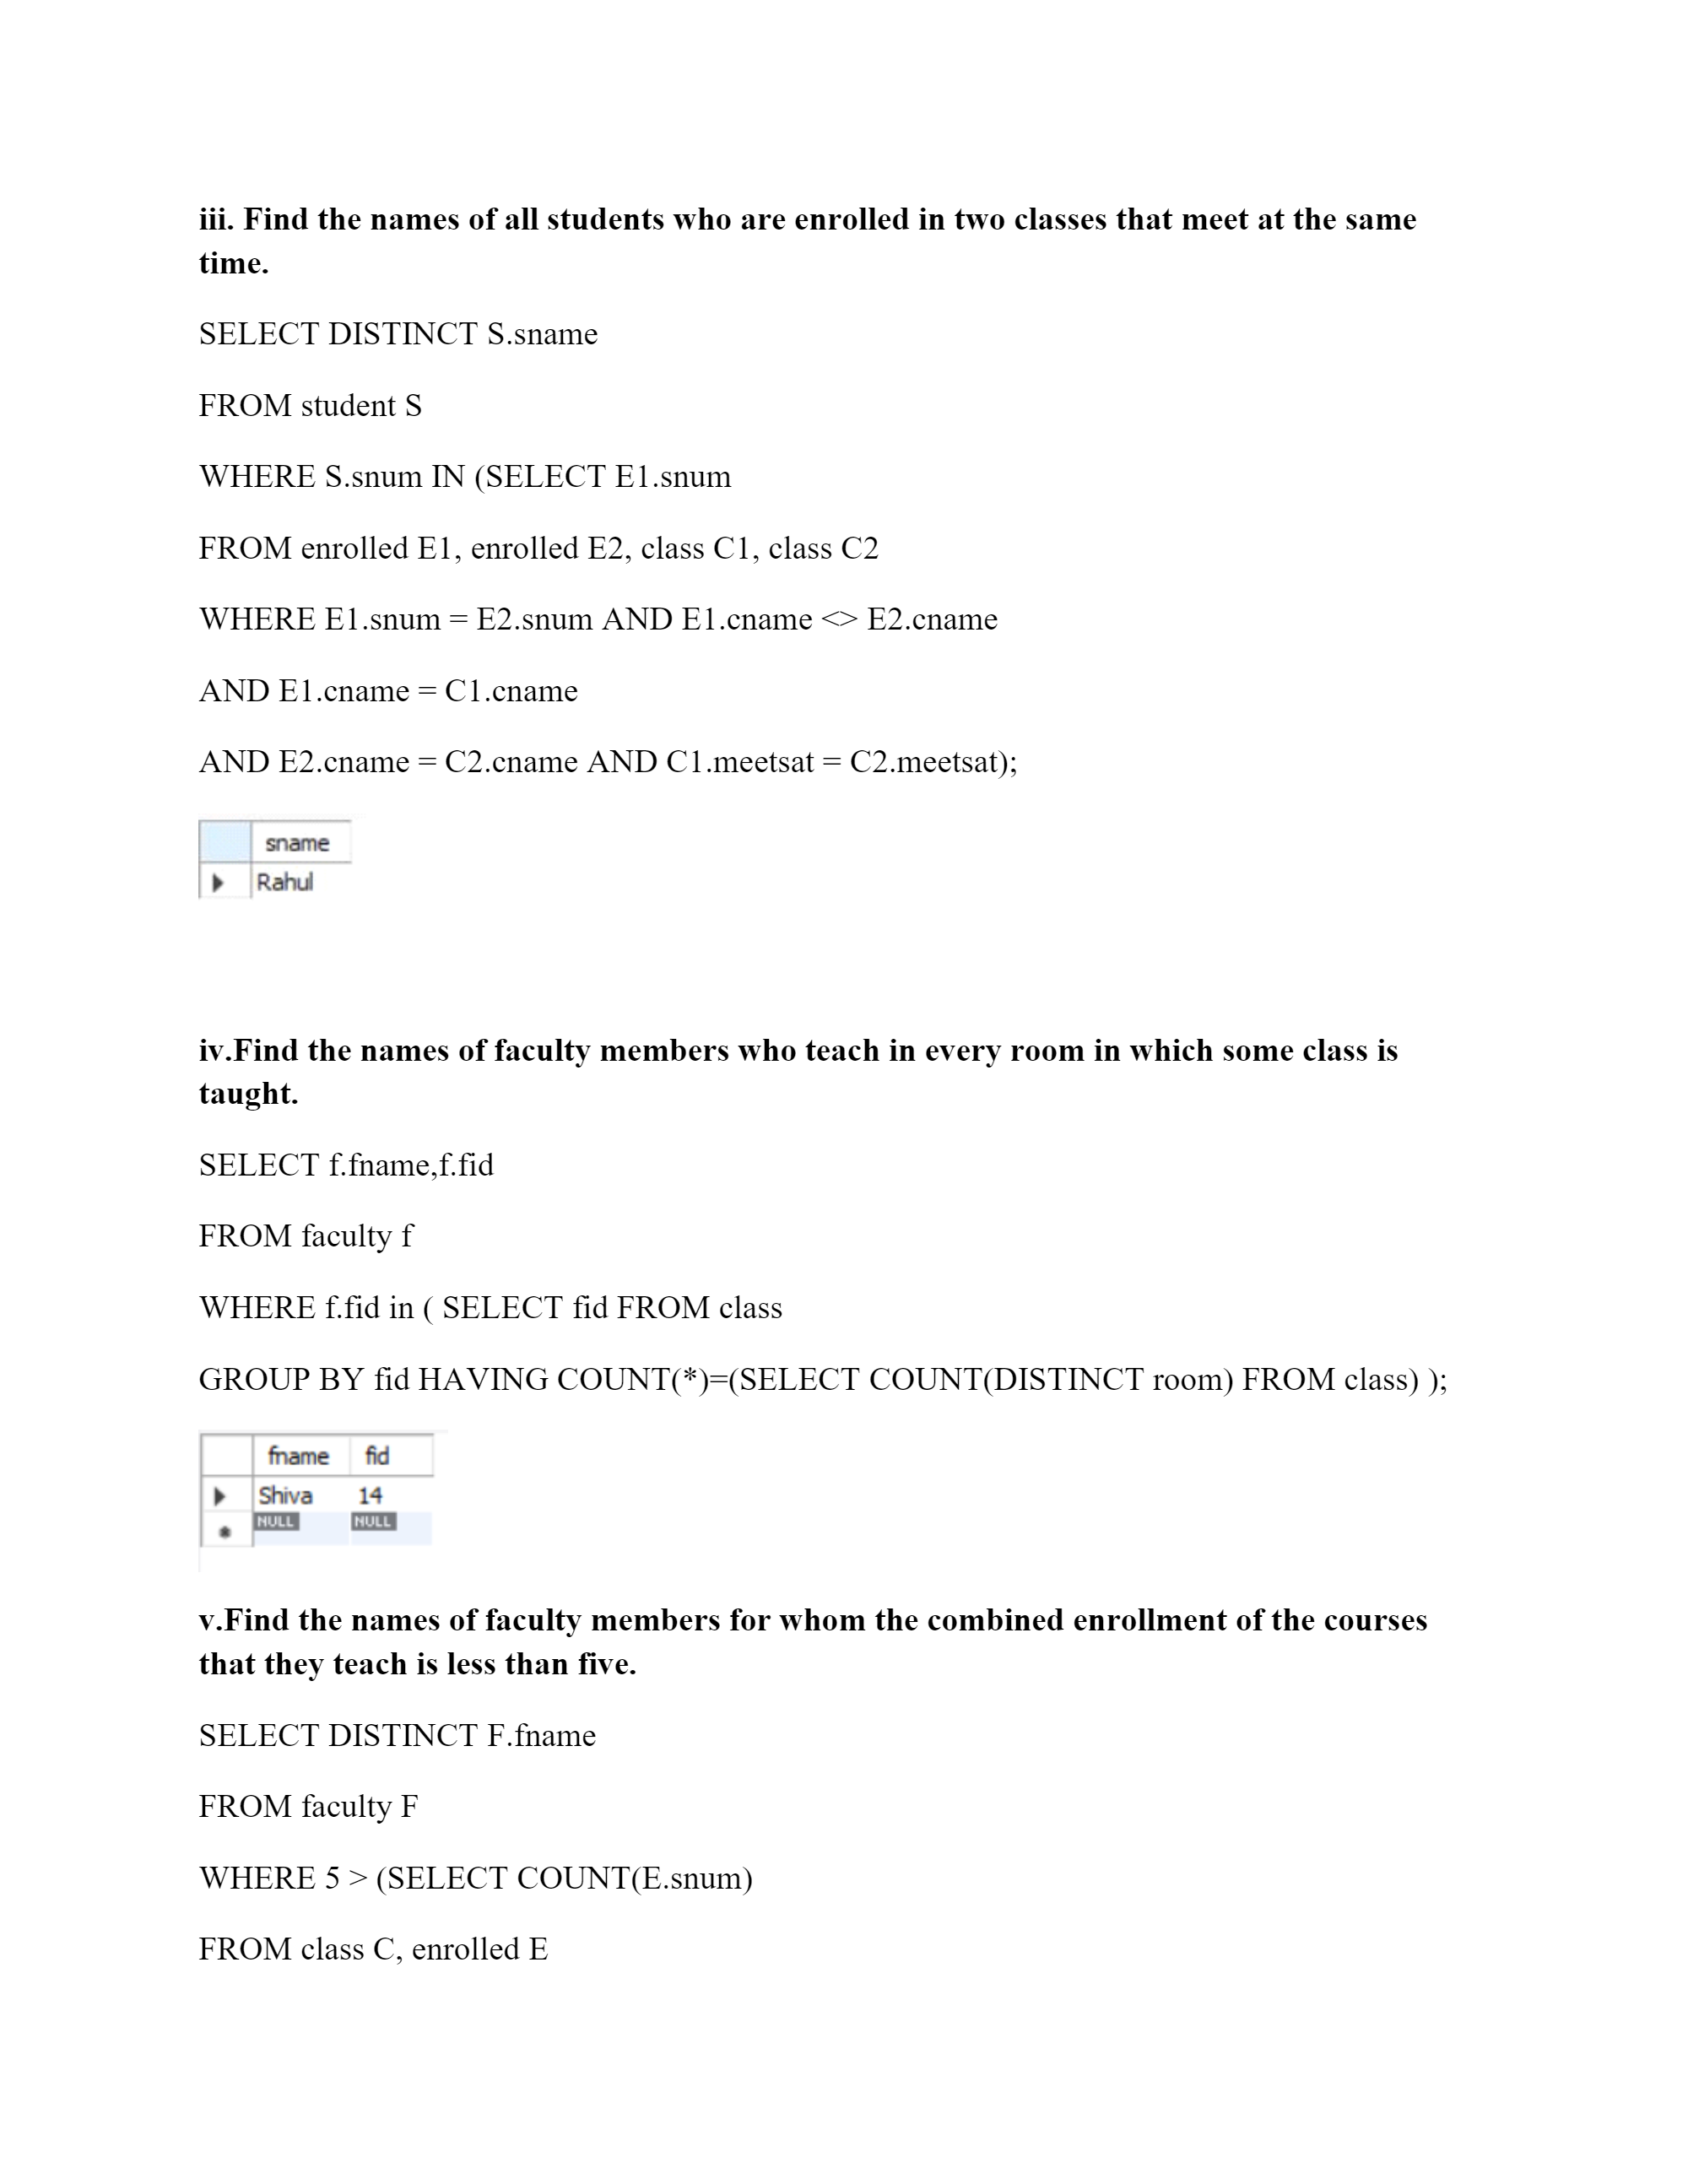 iii. Find the names of all students who are enrolled in two classes that meet at the same
time.
SELECT DISTINCT S.sname
FROM student S
WHERE S.snum IN (SELECT E1.snum
FROM enrolled E1, enrolled E2, class C1, class C2
WHERE E1.snum = E2.snum AND E1.cname <> E2.cname
AND E1.cname = C1.cname
AND E2.cname = C2.cname AND C1.meetsat = C2.meetsat);
sname
Rahul
iv.Find the names of faculty members who teach in every room in which some class is
taught.
SELECT f.fname,f.fid
FROM faculty f
WHERE f.fid in ( SELECT fid FROM class
GROUP BY fid HAVING COUNT(*)=(SELECT COUNT(DISTINCT room) FROM class) );
fname fid
Shiva 14
NULL NULL
v.Find the names of faculty members for whom the combined enrollment of the courses
that they teach is less than five.
SELECT DISTINCT F.fname
FROM faculty F
WHERE 5 > (SELECT COUNT(E.snum)
FROM class C, enrolled E